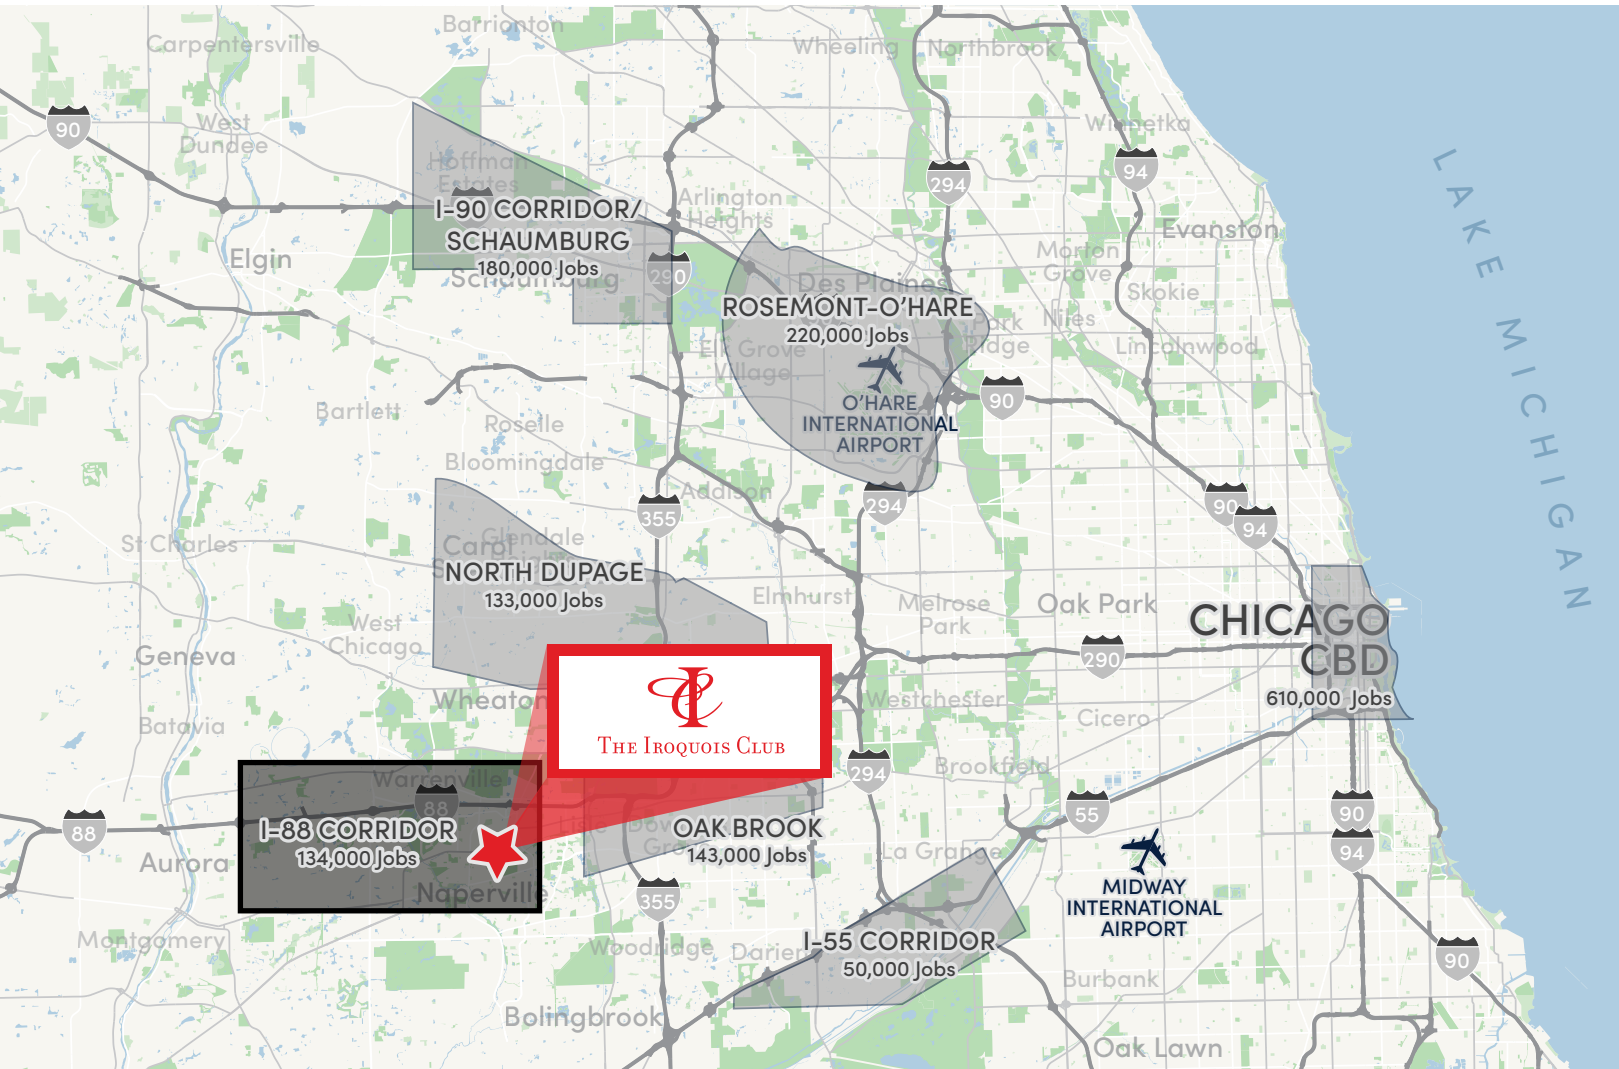 Barrionton
Carpentersville
Wheeling
Northbrook
90
West
Dundee
Winnetka
94
294
Hoffman
Estates
Arlington
Heights
I-90 CORRIDOR/
SCHAUMBURG
180,000 Jobs
Schaumburg
290
Elgin
Evanston
Morton
Grove
Skokie
Des Plaines
ROSEMONT-O'HARE
220,000 Jobs
Park
Ridge
Niles
Lincolnwood
Elk Grove
Village
O'HARE
INTERNATIONAL
AIRPORT
90
Bartlett
Roselle
Bloomingdale
Addison
355
294
90
94
LAKE MICHIGAN
St Charles
Glendale
Heights
Carol
NORTH DUPAGE
133,000 Jobs
Elmhurst
Melrose
Park
Oak Park
CHICAGO
CBD
610,000 Jobs
290
West
Chicago
Geneva
Wheaton
Batavia
IC
THE IROQUOIS CLUB
Westchester
Cicero
Brookfield
294
Warrenville
88
88
I-88 CORRIDOR
134,000 Jobs
Aurora
Naperville
Lisle
OAK BROOK
143,000 Jobs
La Grange
55
90
94
MIDWAY
INTERNATIONAL
AIRPORT
355
Montgomery
Woodridge
Darien
I-55 CORRIDOR
50,000 Jobs
90
Burbank
Bolingbrook
Oak Lawn